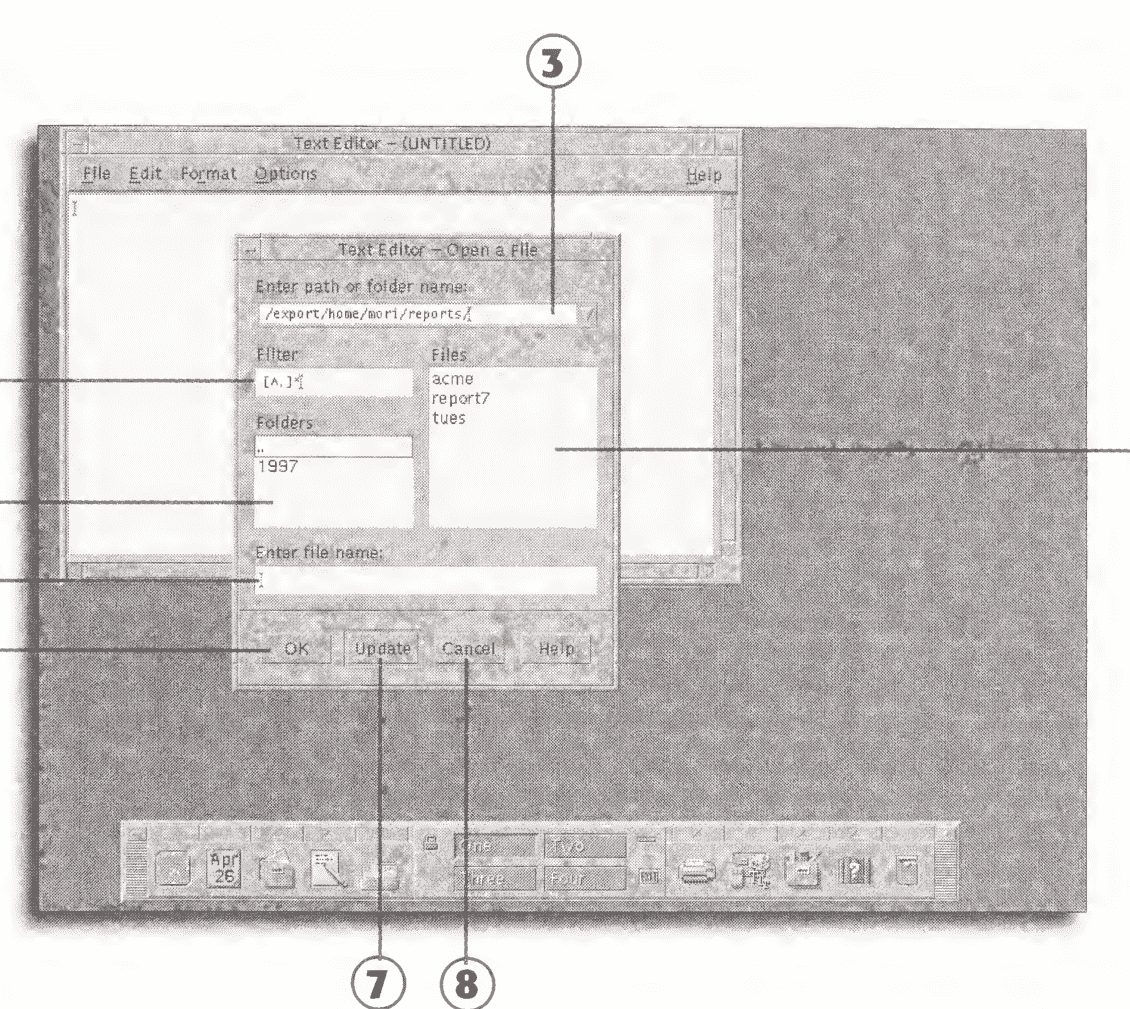 3
Text Editor – (UNTITLED)
File Edit Format Options Help
Text Editor – Open a File
Enter path or folder name:
/export/home/mori/reports/
Filter Files
[^.]*
acme
report7
tues
Folders
..
1997
Enter file name:
OK Update Cancel Help
One Two
Three Four
EXIT
Apr
26
?
7 8